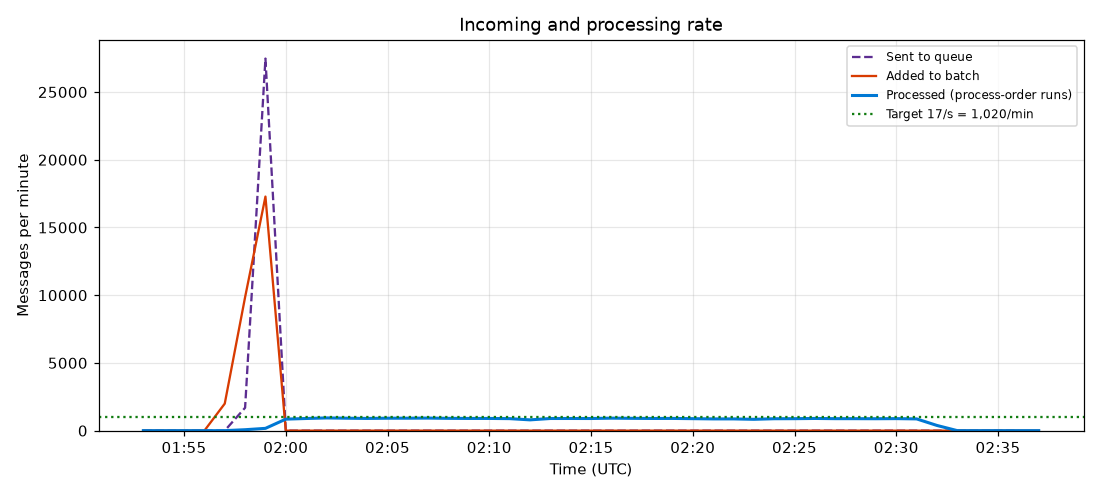 Incoming and processing rate
Sent to queue
Added to batch
Processed (process-order runs)
Target 17/s = 1,020/min
Messages per minute
25000
20000
15000
10000
5000
0
01:55 02:00 02:05 02:10 02:15 02:20 02:25 02:30 02:35
Time (UTC)